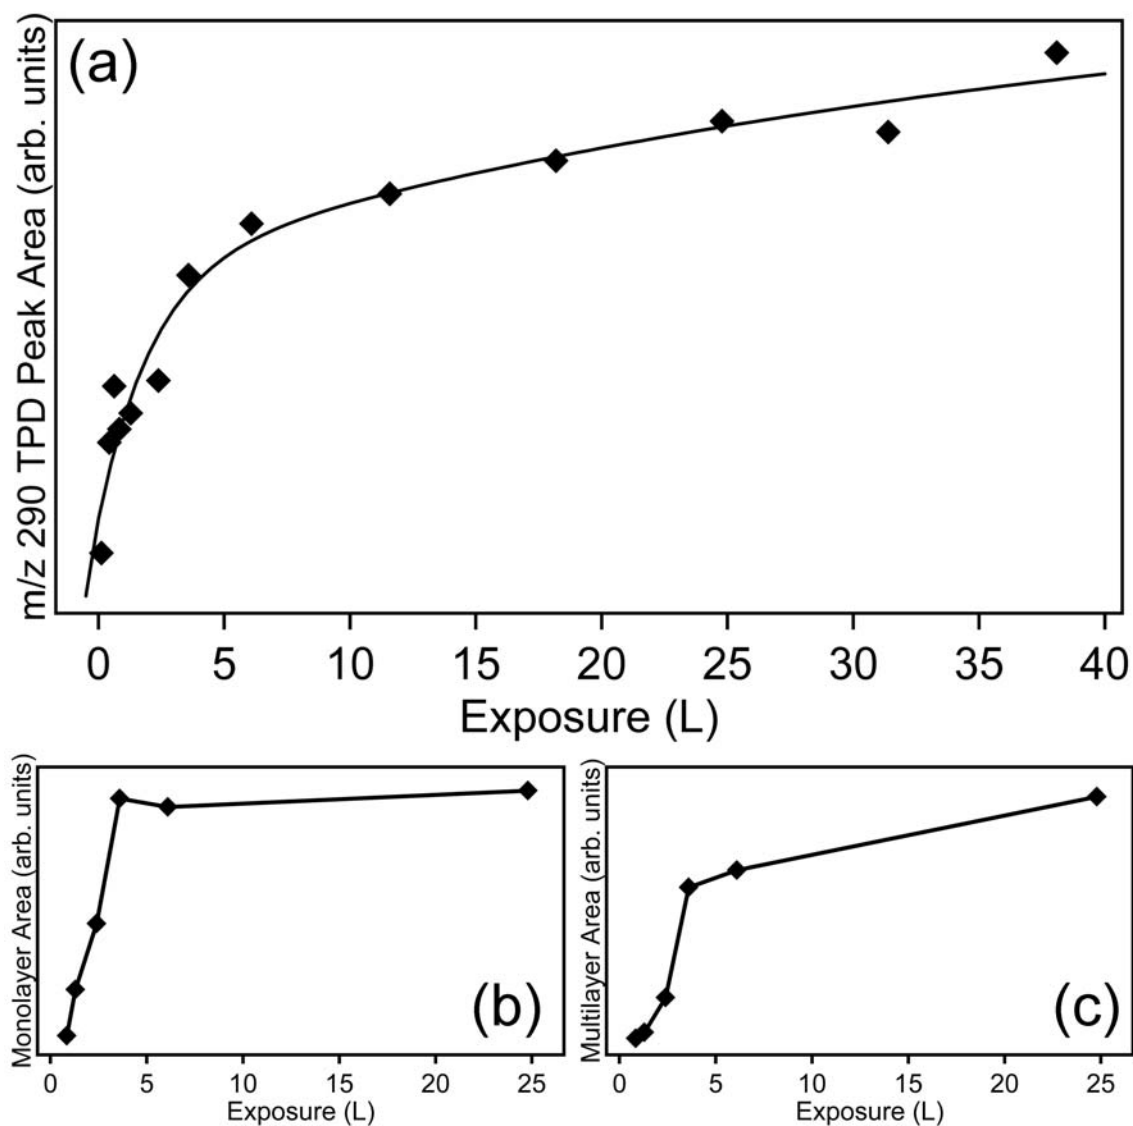 (a)
m/z 290 TPD Peak Area (arb. units)
0 5 10 15 20 25 30 35 40
Exposure (L)
Monolayer Area (arb. units)
(b)
0 5 10 15 20 25
Exposure (L)
Multilayer Area (arb. units)
(c)
0 5 10 15 20 25
Exposure (L)